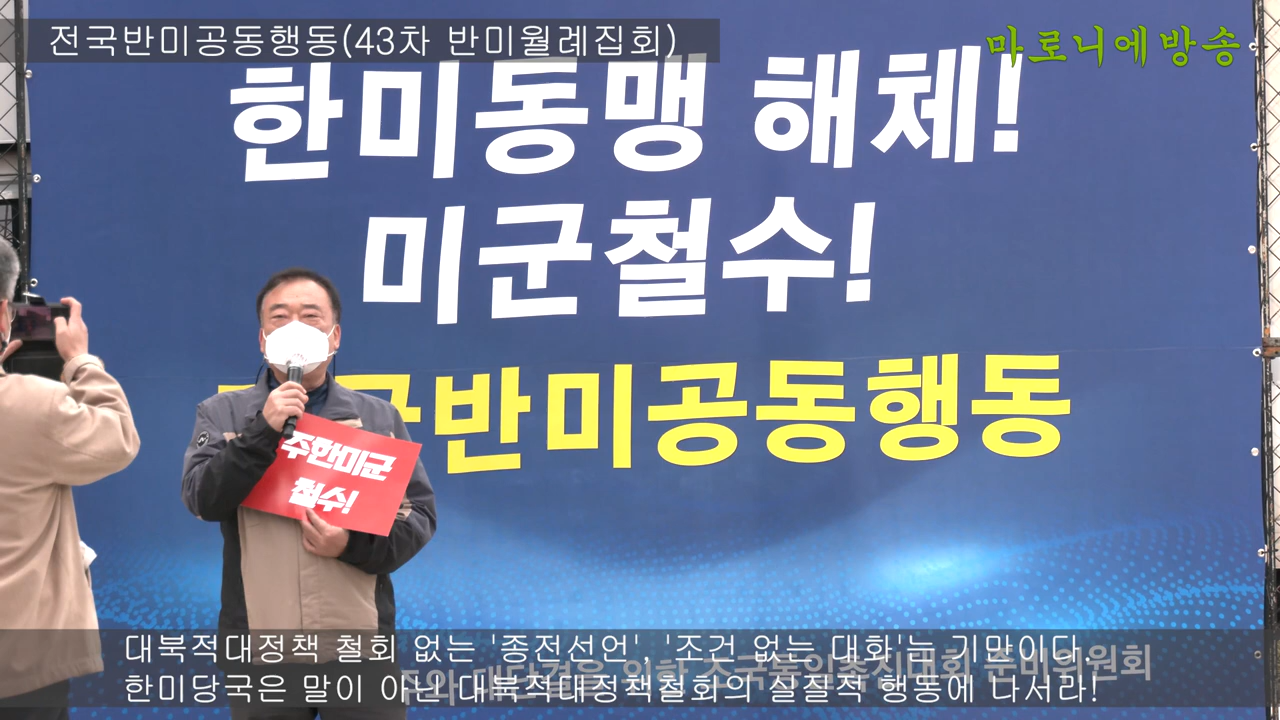 전국반미공동행동(43차 반미월례집회)
마로니에방송
한미동맹 해체!
미군철수!
전국반미공동행동
주한미군
철수!
대북적대정책 철회 없는 '종전선언', '조건 없는 대화'는 기만이다.
한미당국은 말이 아닌 대북적대정책철회의 실질적 행동에 나서라!